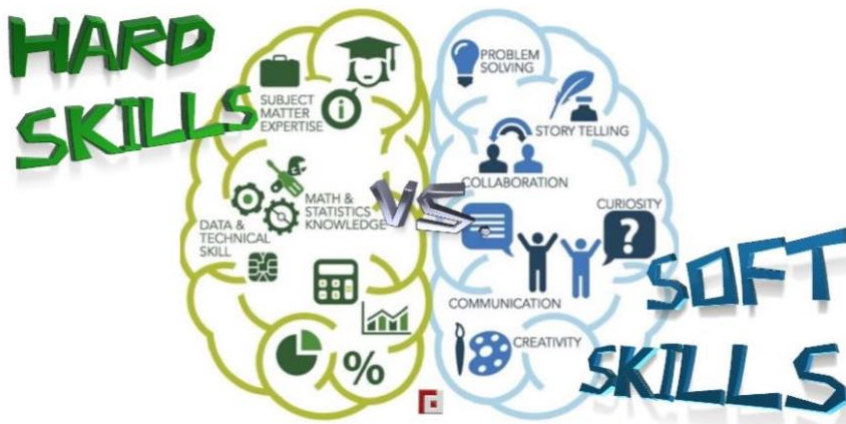 HARD
SKILLS
SUBJECT
MATTER
EXPERTISE
MATH &
STATISTICS
KNOWLEDGE
DATA &
TECHNICAL
SKILL
%
VS.
PROBLEM
SOLVING
STORY TELLING
COLLABORATION
CURIOSITY
?
COMMUNICATION
CREATIVITY
SOFT
SKILLS